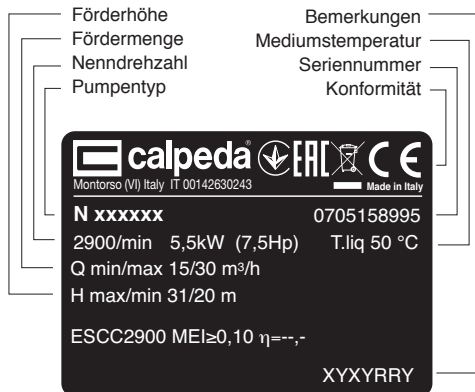 Förderhöhe
Fördermenge
Nenndrehzahl
Pumpentyp
Bemerkungen
Mediumstemperatur
Seriennummer
Konformität
calpeda® EAC CE
Montorso (VI) Italy IT 00142630243
Made in Italy
N xxxxxx 0705158995
2900/min 5,5kW (7,5Hp) T.liq 50 °C
Q min/max 15/30 m³/h
H max/min 31/20 m
ESCC2900 MEI≥0,10 η=--,-
XYXYRRY